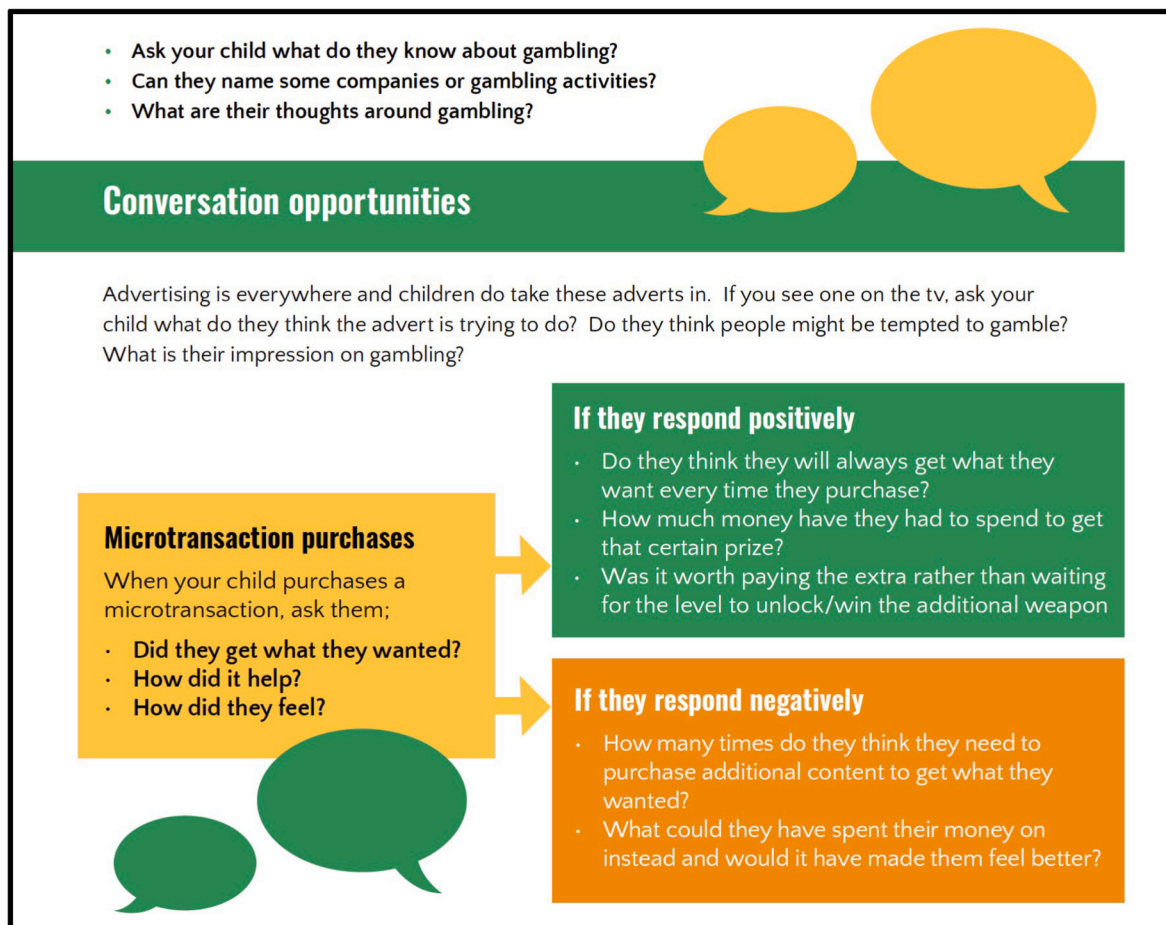 • Ask your child what do they know about gambling?
• Can they name some companies or gambling activities?
• What are their thoughts around gambling?
Conversation opportunities
Advertising is everywhere and children do take these adverts in.  If you see one on the tv, ask your
child what do they think the advert is trying to do?  Do they think people might be tempted to gamble?
What is their impression on gambling?
Microtransaction purchases
When your child purchases a
microtransaction, ask them;
• Did they get what they wanted?
• How did it help?
• How did they feel?
If they respond positively
• Do they think they will always get what they
want every time they purchase?
• How much money have they had to spend to get
that certain prize?
• Was it worth paying the extra rather than waiting
for the level to unlock/win the additional weapon
If they respond negatively
• How many times do they think they need to
purchase additional content to get what they
wanted?
• What could they have spent their money on
instead and would it have made them feel better?